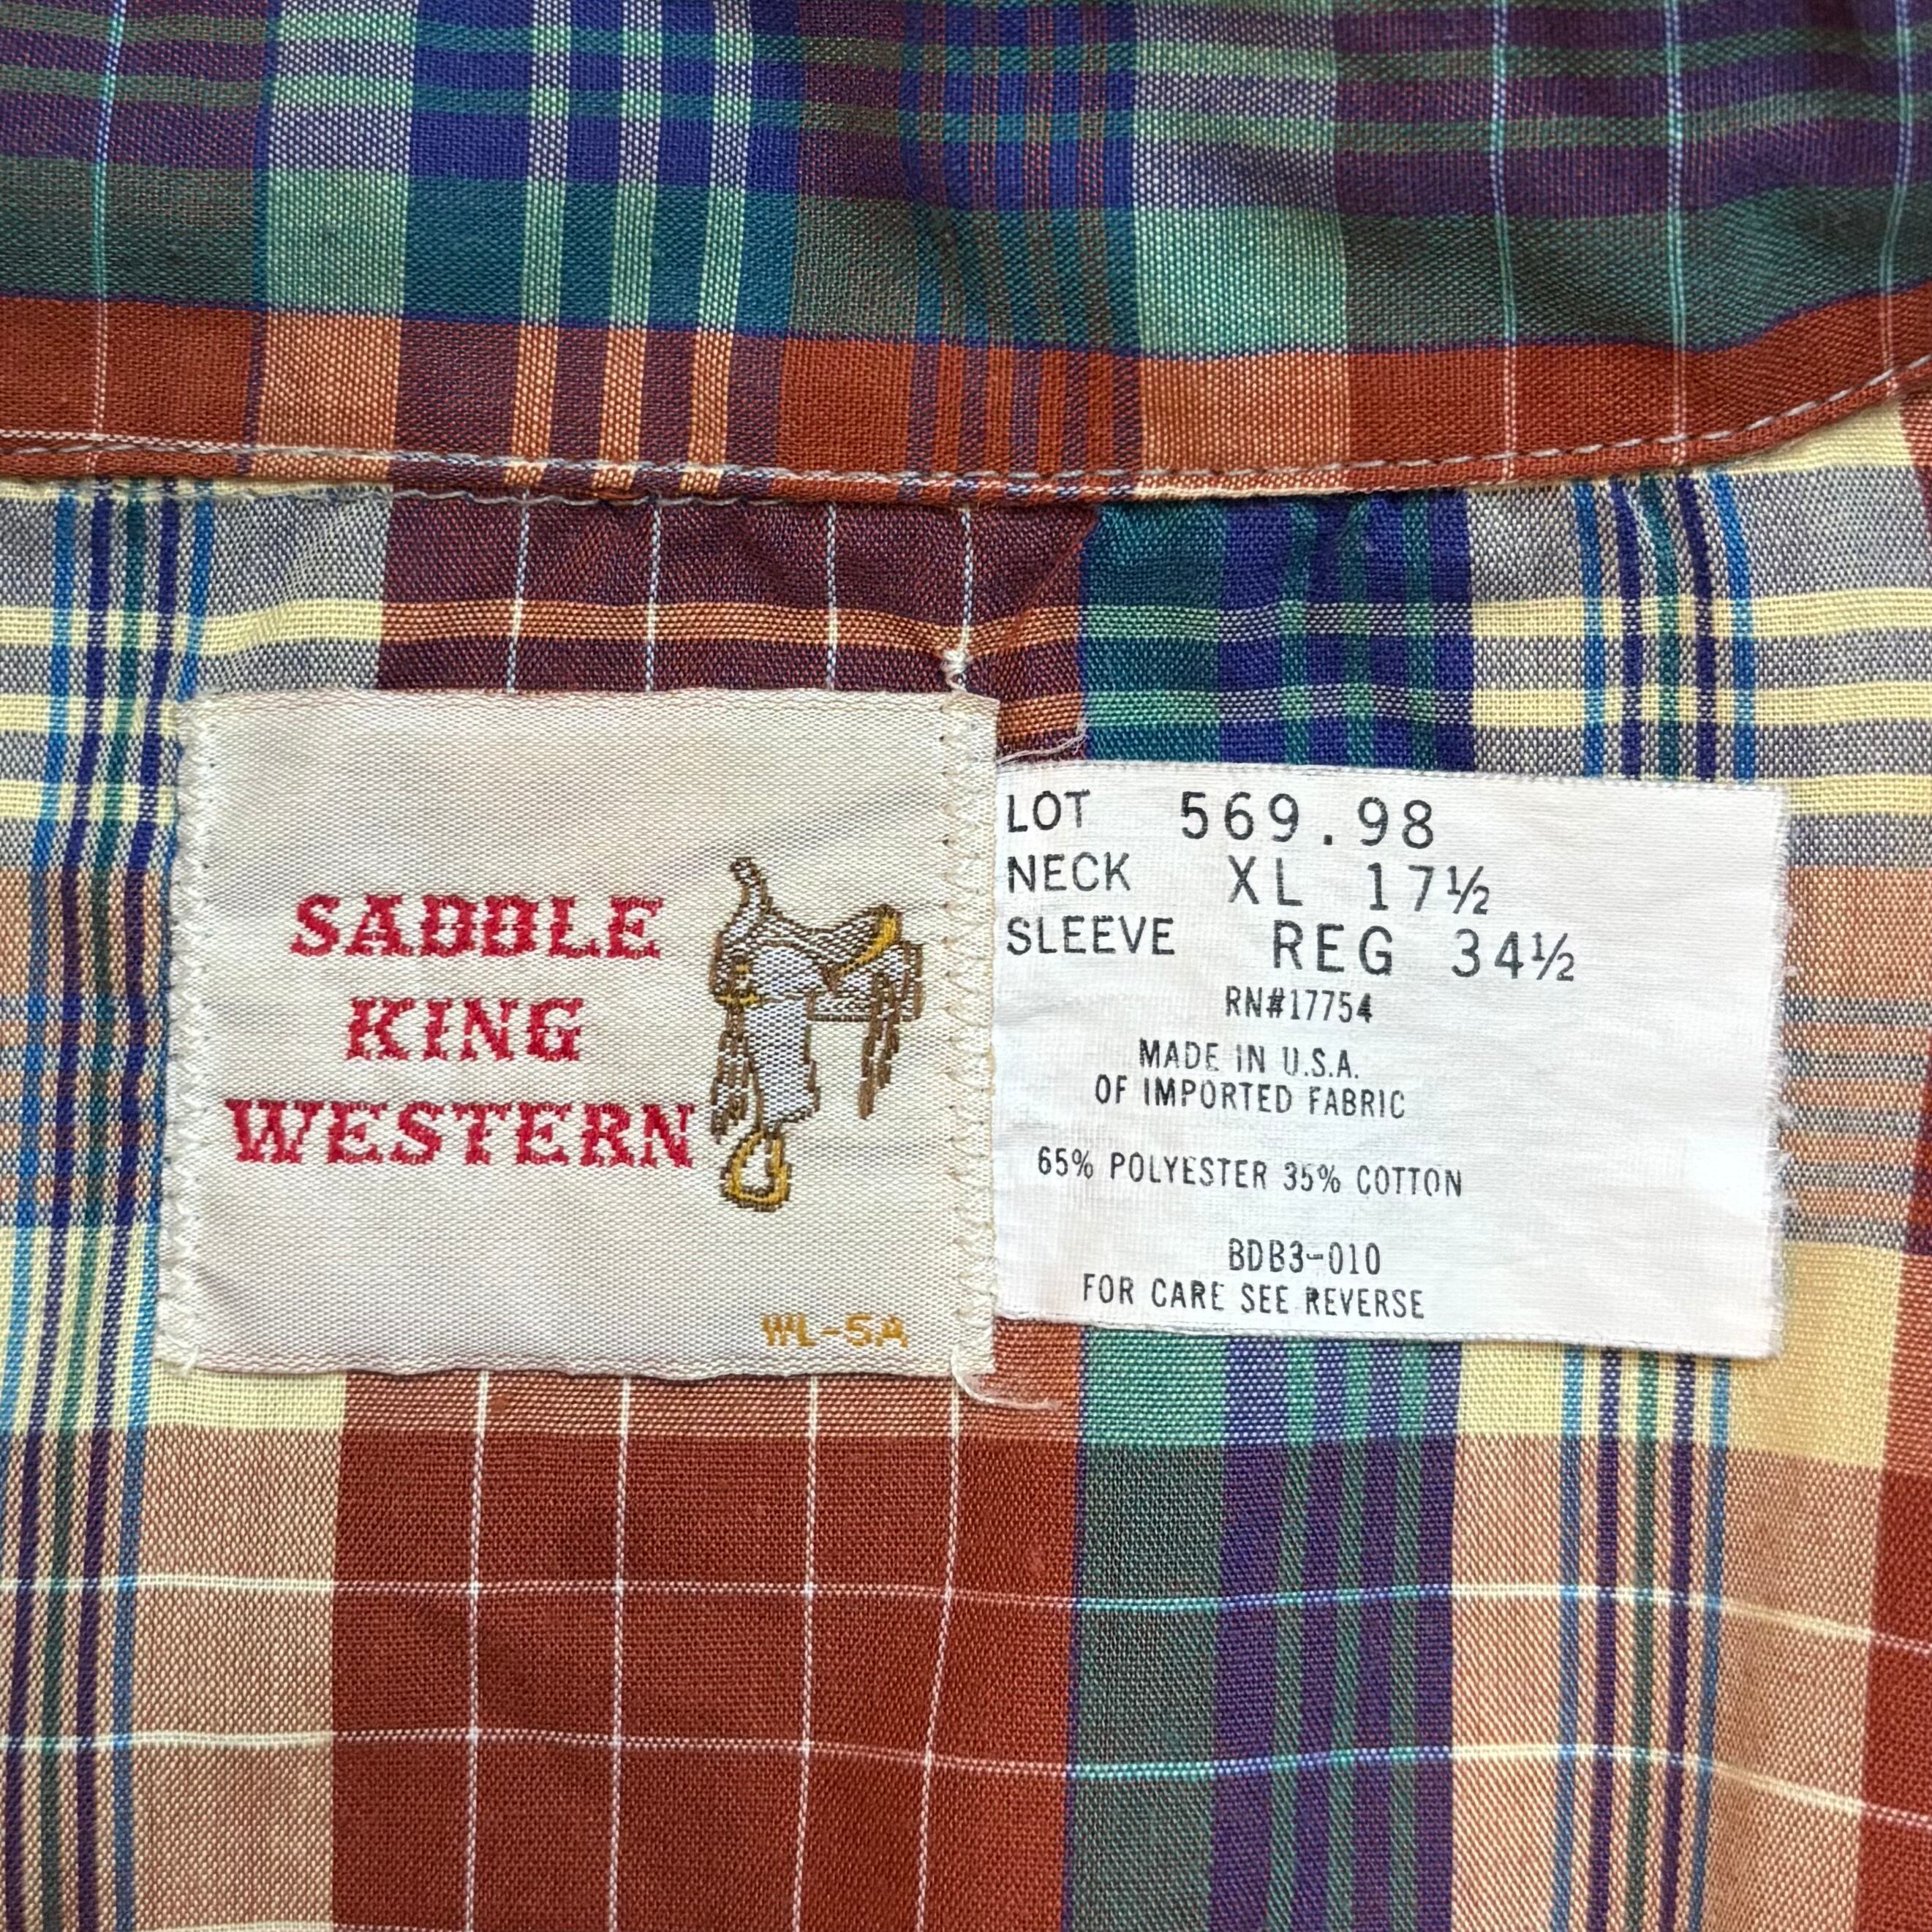 SADDLE
KING
WESTERN
WL-SA
LOT 569.98
NECK XL 17½
SLEEVE REG 34½
RN#17754
MADE IN U.S.A.
OF IMPORTED FABRIC
65% POLYESTER 35% COTTON
BDB3-010
FOR CARE SEE REVERSE